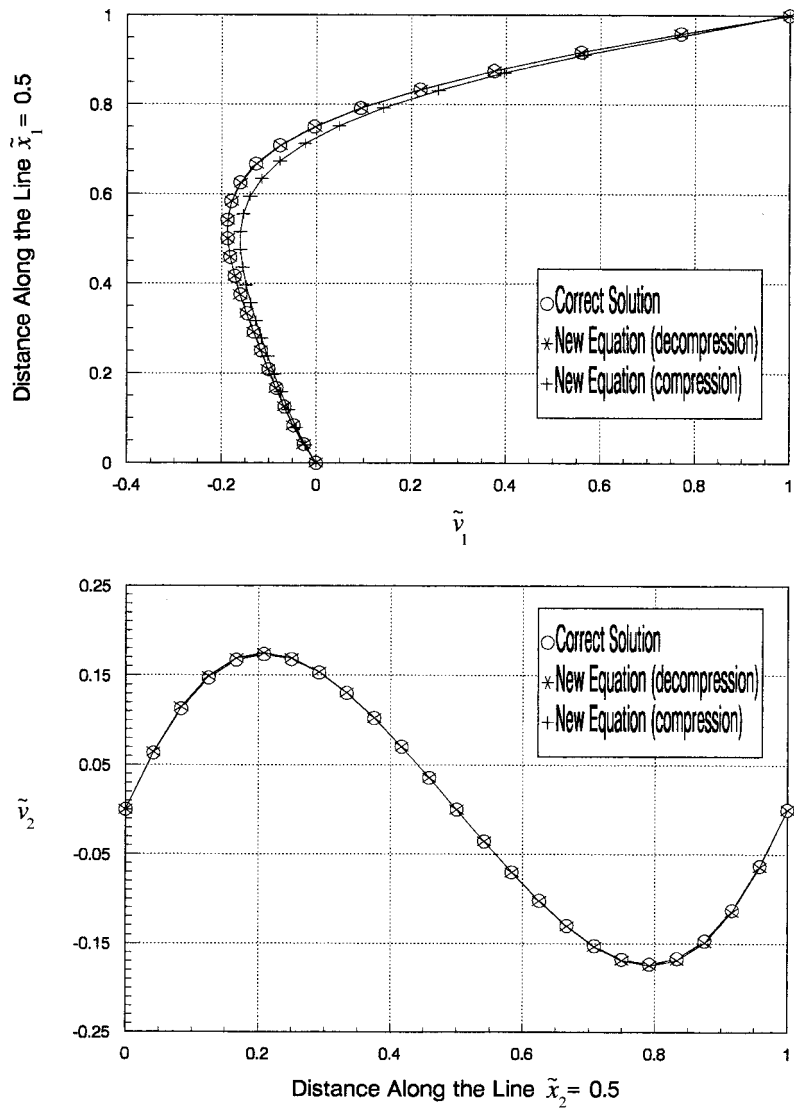 Distance Along the Line x̃₁ = 0.5
1
0.8
0.6
0.4
0.2
0
-0.4
-0.2
0
0.2
0.4
0.6
0.8
1
ṽ₁
Correct Solution
New Equation (decompression)
New Equation (compression)
ṽ₂
0.25
0.15
0.05
-0.05
-0.15
-0.25
0
0.2
0.4
0.6
0.8
1
Correct Solution
New Equation (decompression)
New Equation (compression)
Distance Along the Line x̃₂ = 0.5